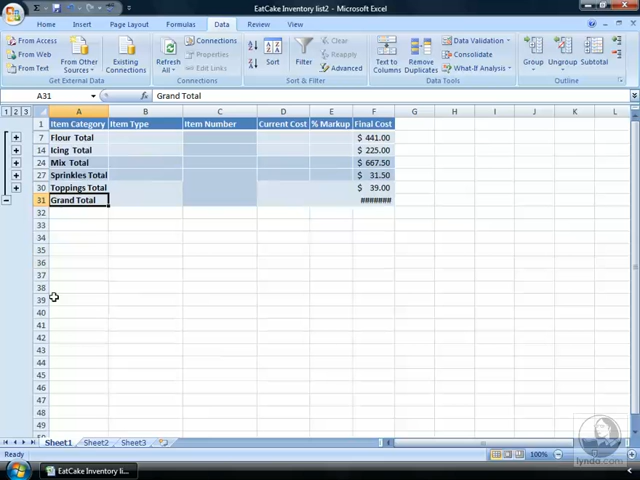 EatCake Inventory list2 - Microsoft Excel
Home Insert Page Layout Formulas Data Review View
From Access
From Web
From Text
From Other Sources
Existing Connections
Get External Data
Refresh All
Connections
Properties
Edit Links
Connections
Sort
Filter
Clear
Reapply
Advanced
Sort & Filter
Text to Columns
Remove Duplicates
Data Validation
Consolidate
What-If Analysis
Data Tools
Group
Ungroup
Subtotal
Outline
A31 fx Grand Total
1 2 3 A B C D E F G H I J K L
1 Item Category Item Type Item Number Current Cost % Markup Final Cost
7 Flour Total $ 441.00
14 Icing Total $ 225.00
24 Mix Total $ 667.50
27 Sprinkles Total $ 31.50
30 Toppings Total $ 39.00
31 Grand Total #######
32
33
34
35
36
37
38
39
40
41
42
43
44
45
46
47
48
49
50
Sheet1 Sheet2 Sheet3
Ready 100%
EatCake Inventory li...
lynda.com